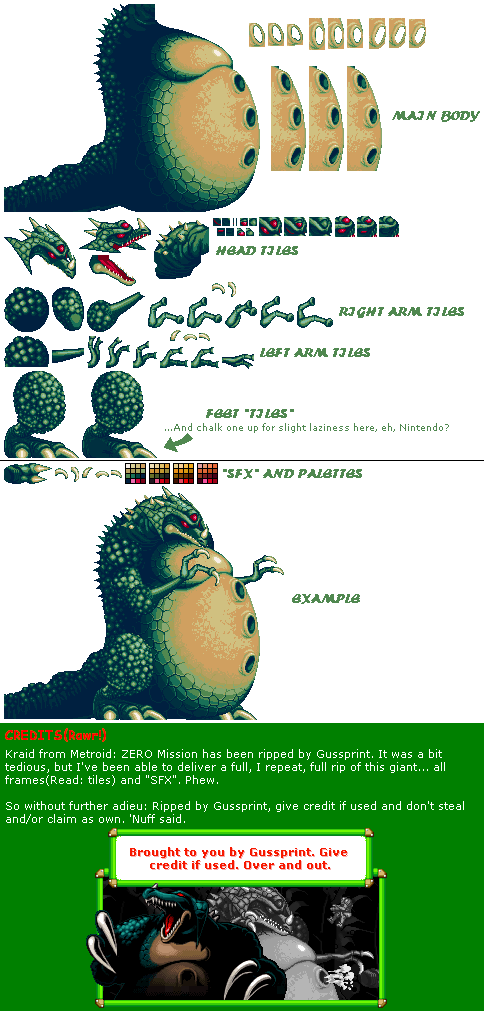 MAIN BODY
HEAD TILES
RIGHT ARM TILES
LEFT ARM TILES
FEET "TILES"
...And chalk one up for slight laziness here, eh, Nintendo?
"SFX" AND PALETTES
EXAMPLE
CREDITS(Rawr!)
Kraid from Metroid: ZERO Mission has been ripped by Gussprint. It was a bit
tedious, but I've been able to deliver a full, I repeat, full rip of this giant... all
frames(Read: tiles) and "SFX". Phew.
So without further adieu: Ripped by Gussprint, give credit if used and don't steal
and/or claim as own. 'Nuff said.
Brought to you by Gussprint. Give
credit if used. Over and out.